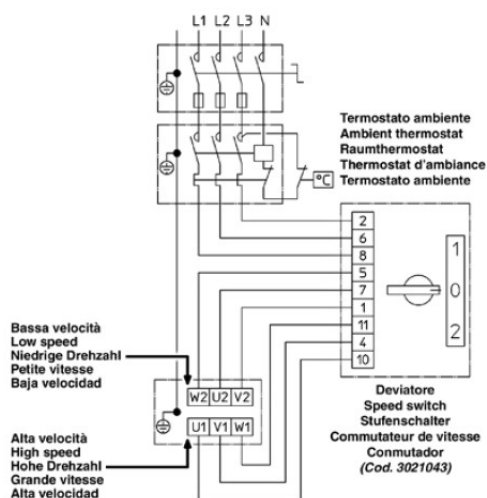 L1 L2 L3 N
Termostato ambiente
Ambient thermostat
Raumthermostat
Thermostat d'ambiance
°C Termostato ambiente
2
6
8
5
7
1
11
4
10
1
0
2
Bassa velocità
Low speed
Niedrige Drehzahl
Petite vitesse
Baja velocidad
W2 U2 V2
U1 V1 W1
Alta velocità
High speed
Hohe Drehzahl
Grande vitesse
Alta velocidad
Deviatore
Speed switch
Stufenschalter
Commutateur de vitesse
Conmutador
(Cod. 3021043)